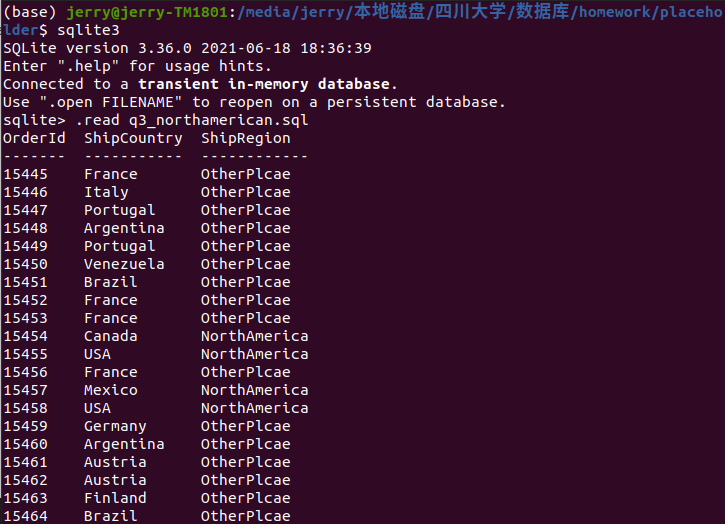 (base) jerry@jerry-TM1801:/media/jerry/本地磁盘/四川大学/数据库/homework/placeho
lder$ sqlite3
SQLite version 3.36.0 2021-06-18 18:36:39
Enter ".help" for usage hints.
Connected to a transient in-memory database.
Use ".open FILENAME" to reopen on a persistent database.
sqlite> .read q3_northamerican.sql
OrderId  ShipCountry  ShipRegion
-------  -----------  ------------
15445    France       OtherPlcae
15446    Italy        OtherPlcae
15447    Portugal     OtherPlcae
15448    Argentina    OtherPlcae
15449    Portugal     OtherPlcae
15450    Venezuela    OtherPlcae
15451    Brazil       OtherPlcae
15452    France       OtherPlcae
15453    France       OtherPlcae
15454    Canada       NorthAmerica
15455    USA          NorthAmerica
15456    France       OtherPlcae
15457    Mexico       NorthAmerica
15458    USA          NorthAmerica
15459    Germany      OtherPlcae
15460    Argentina    OtherPlcae
15461    Austria      OtherPlcae
15462    Austria      OtherPlcae
15463    Finland      OtherPlcae
15464    Brazil       OtherPlcae